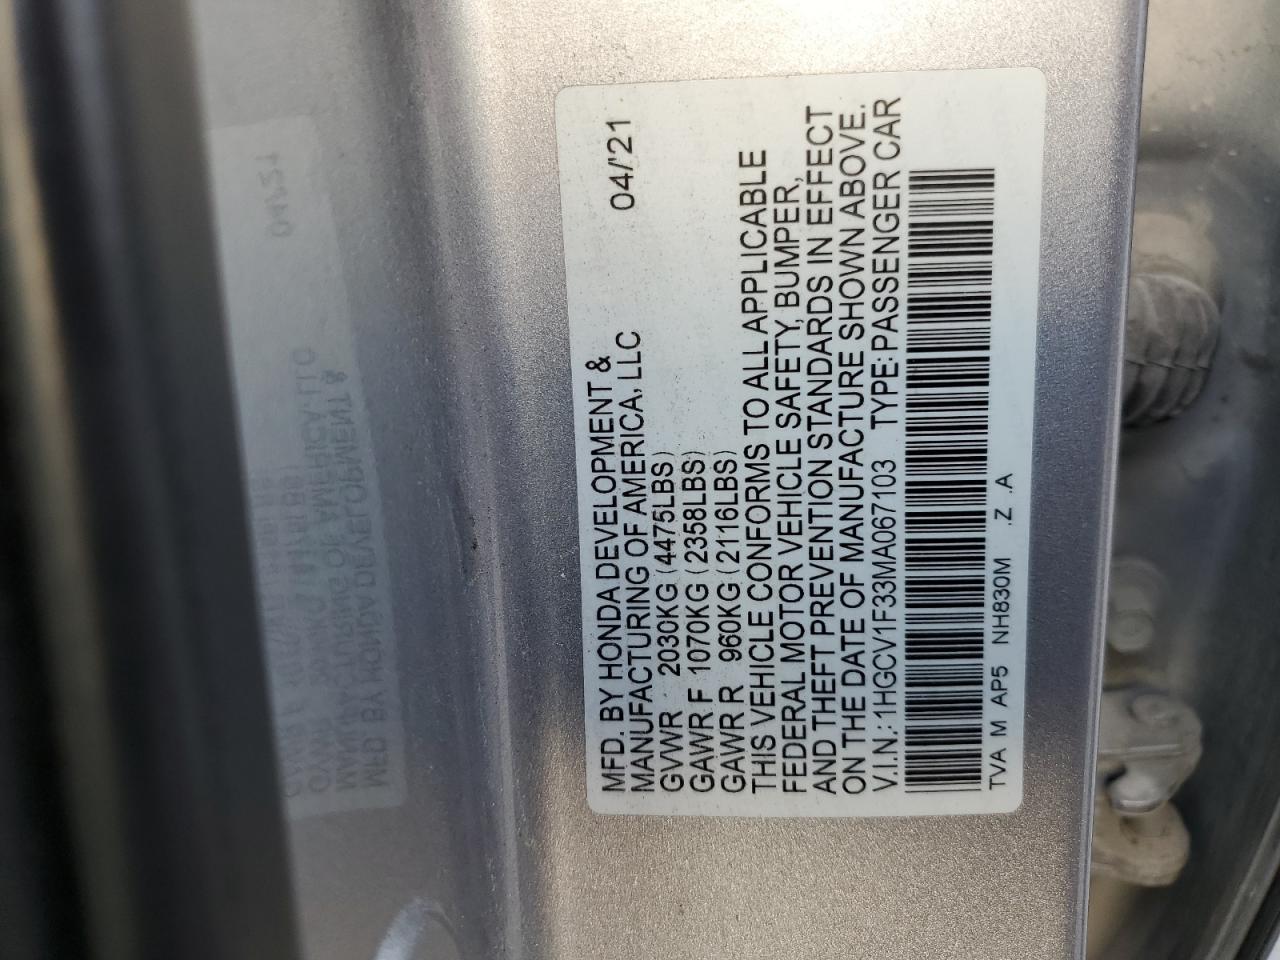 MFD. BY HONDA DEVELOPMENT &
MANUFACTURING OF AMERICA, LLC 04/'21
GVWR 2030KG (4475LBS)
GAWR F 1070KG (2358LBS)
GAWR R 960KG (2116LBS)
THIS VEHICLE CONFORMS TO ALL APPLICABLE
FEDERAL MOTOR VEHICLE SAFETY, BUMPER,
AND THEFT PREVENTION STANDARDS IN EFFECT
ON THE DATE OF MANUFACTURE SHOWN ABOVE.
V.I.N.: 1HGCV1F33MA067103 TYPE: PASSENGER CAR
TVA M AP5 NH830M .Z .A